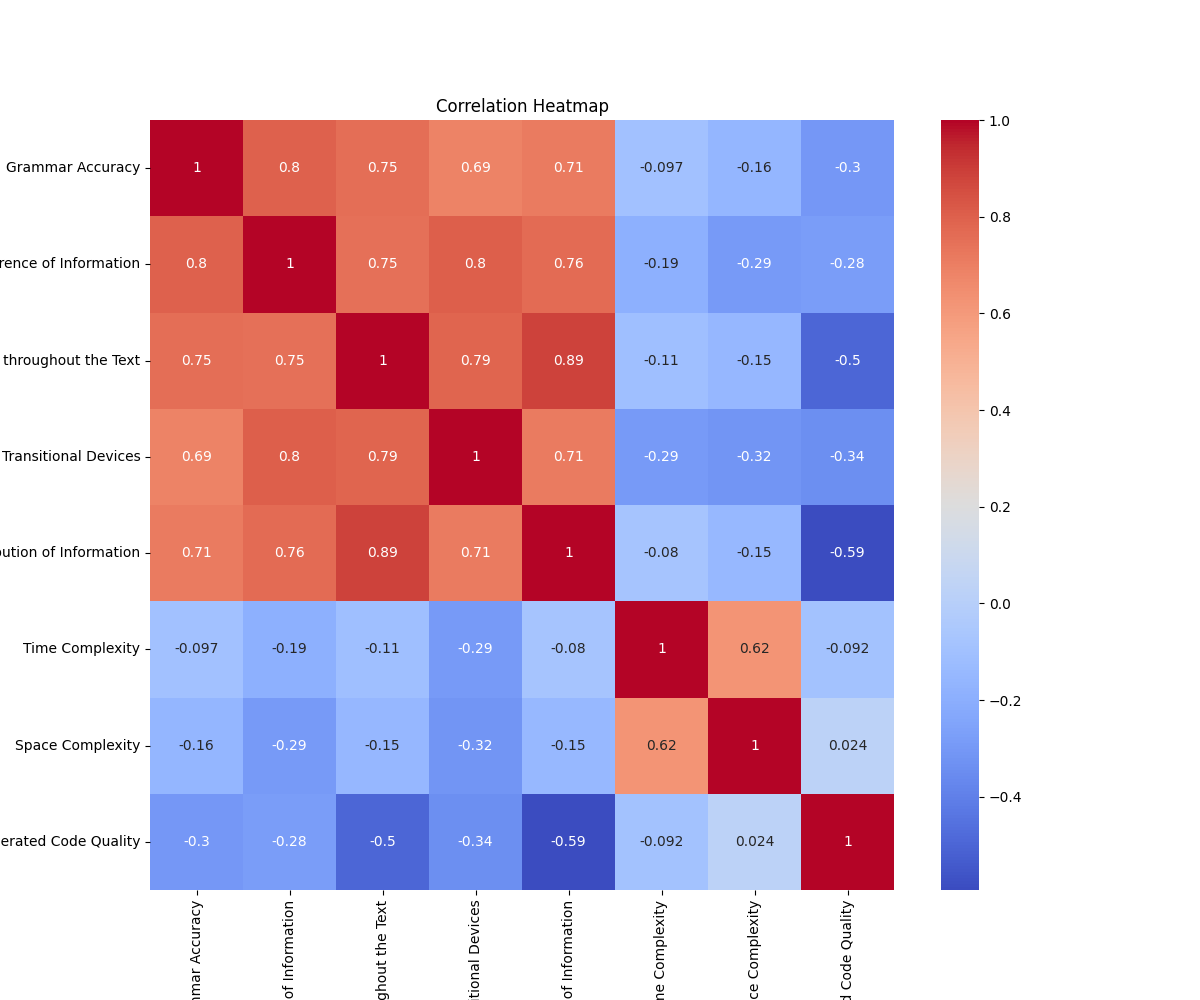 Correlation Heatmap
Grammar Accuracy 1 0.8 0.75 0.69 0.71 -0.097 -0.16 -0.3
rence of Information 0.8 1 0.75 0.8 0.76 -0.19 -0.29 -0.28
throughout the Text 0.75 0.75 1 0.79 0.89 -0.11 -0.15 -0.5
Transitional Devices 0.69 0.8 0.79 1 0.71 -0.29 -0.32 -0.34
ution of Information 0.71 0.76 0.89 0.71 1 -0.08 -0.15 -0.59
Time Complexity -0.097 -0.19 -0.11 -0.29 -0.08 1 0.62 -0.092
Space Complexity -0.16 -0.29 -0.15 -0.32 -0.15 0.62 1 0.024
erated Code Quality -0.3 -0.28 -0.5 -0.34 -0.59 -0.092 0.024 1
mar Accuracy
of Information
ghout the Text
itional Devices
of Information
me Complexity
ce Complexity
d Code Quality
1.0
0.8
0.6
0.4
0.2
0.0
−0.2
−0.4